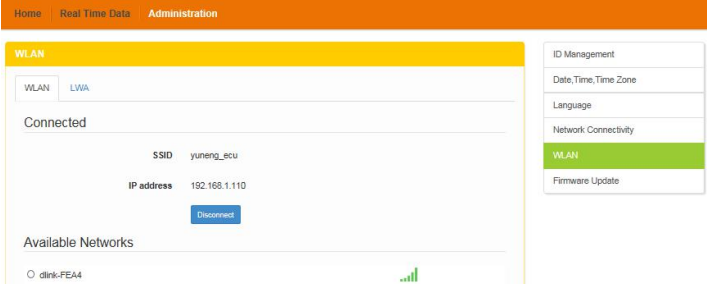 Home Real Time Data Administration
WLAN
WLAN LWA
Connected
SSID yuneng_ecu
IP address 192.168.1.110
Disconnect
Available Networks
dlink-FEA4
ID Management
Date,Time,Time Zone
Language
Network Connectivity
WLAN
Firmware Update